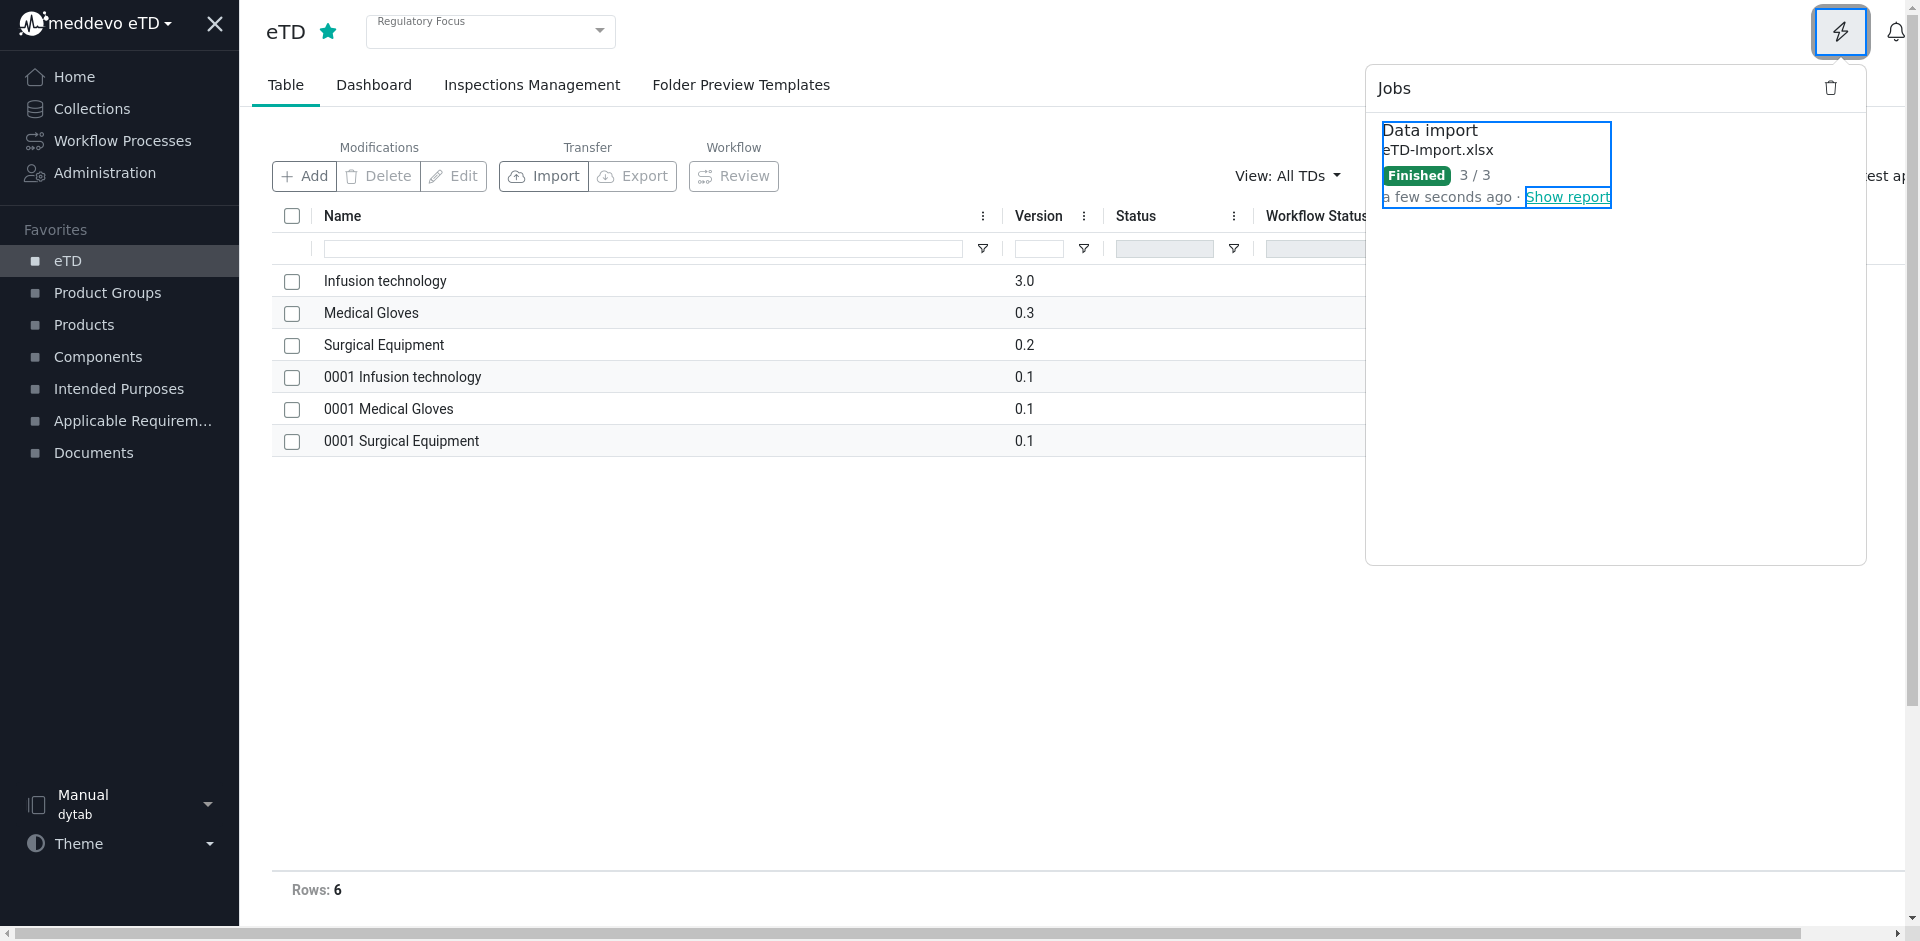 meddevo eTD
Home
Collections
Workflow Processes
Administration
Favorites
eTD
Product Groups
Products
Components
Intended Purposes
Applicable Requirem...
Documents
Manual
dytab
Theme
eTD
Regulatory Focus
Table
Dashboard
Inspections Management
Folder Preview Templates
Modifications
Transfer
Workflow
Add
Delete
Edit
Import
Export
Review
View: All TDs
Name
Version
Status
Workflow Status
Infusion technology 3.0
Medical Gloves 0.3
Surgical Equipment 0.2
0001 Infusion technology 0.1
0001 Medical Gloves 0.1
0001 Surgical Equipment 0.1
Rows: 6
Jobs
Data import
eTD-Import.xlsx
Finished 3 / 3
a few seconds ago · Show report